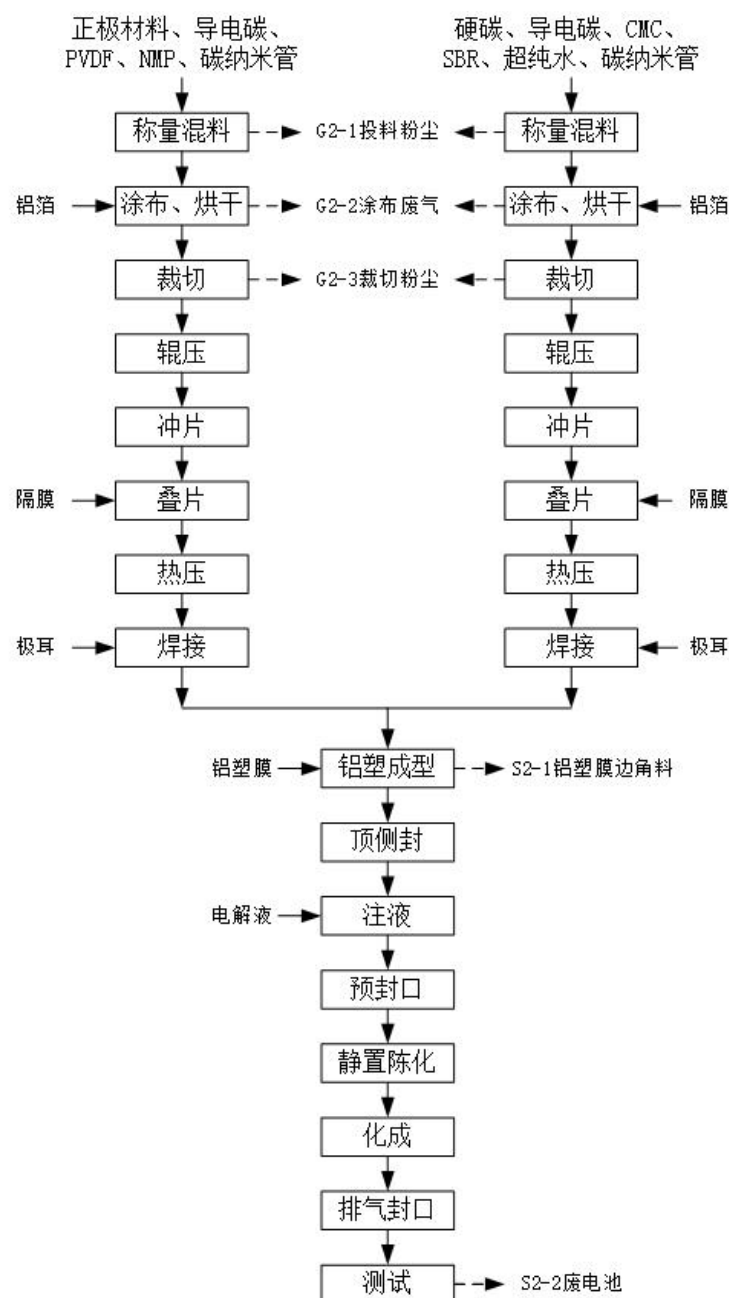 正极材料、导电碳、
PVDF、NMP、碳纳米管
硬碳、导电碳、CMC、
SBR、超纯水、碳纳米管
称量混料
G2-1投料粉尘
称量混料
铝箔
涂布、烘干
G2-2涂布废气
涂布、烘干
铝箔
裁切
G2-3裁切粉尘
裁切
辊压
辊压
冲片
冲片
隔膜
叠片
叠片
隔膜
热压
热压
极耳
焊接
焊接
极耳
铝塑膜
铝塑成型
S2-1铝塑膜边角料
顶侧封
电解液
注液
预封口
静置陈化
化成
排气封口
测试
S2-2废电池